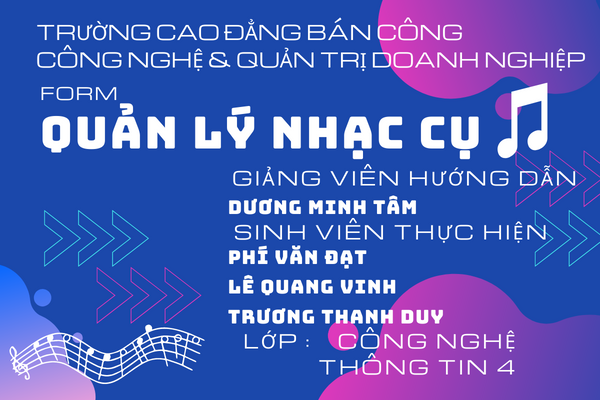 TRƯỜNG CAO ĐẲNG BÁN CÔNG
CÔNG NGHỆ & QUẢN TRỊ DOANH NGHIỆP
FORM
QUẢN LÝ NHẠC CỤ
GIẢNG VIÊN HƯỚNG DẪN
DƯƠNG MINH TÂM
SINH VIÊN THỰC HIỆN
PHÍ VĂN ĐẠT
LÊ QUANG VINH
TRƯƠNG THANH DUY
LỚP : CÔNG NGHỆ
THÔNG TIN 4